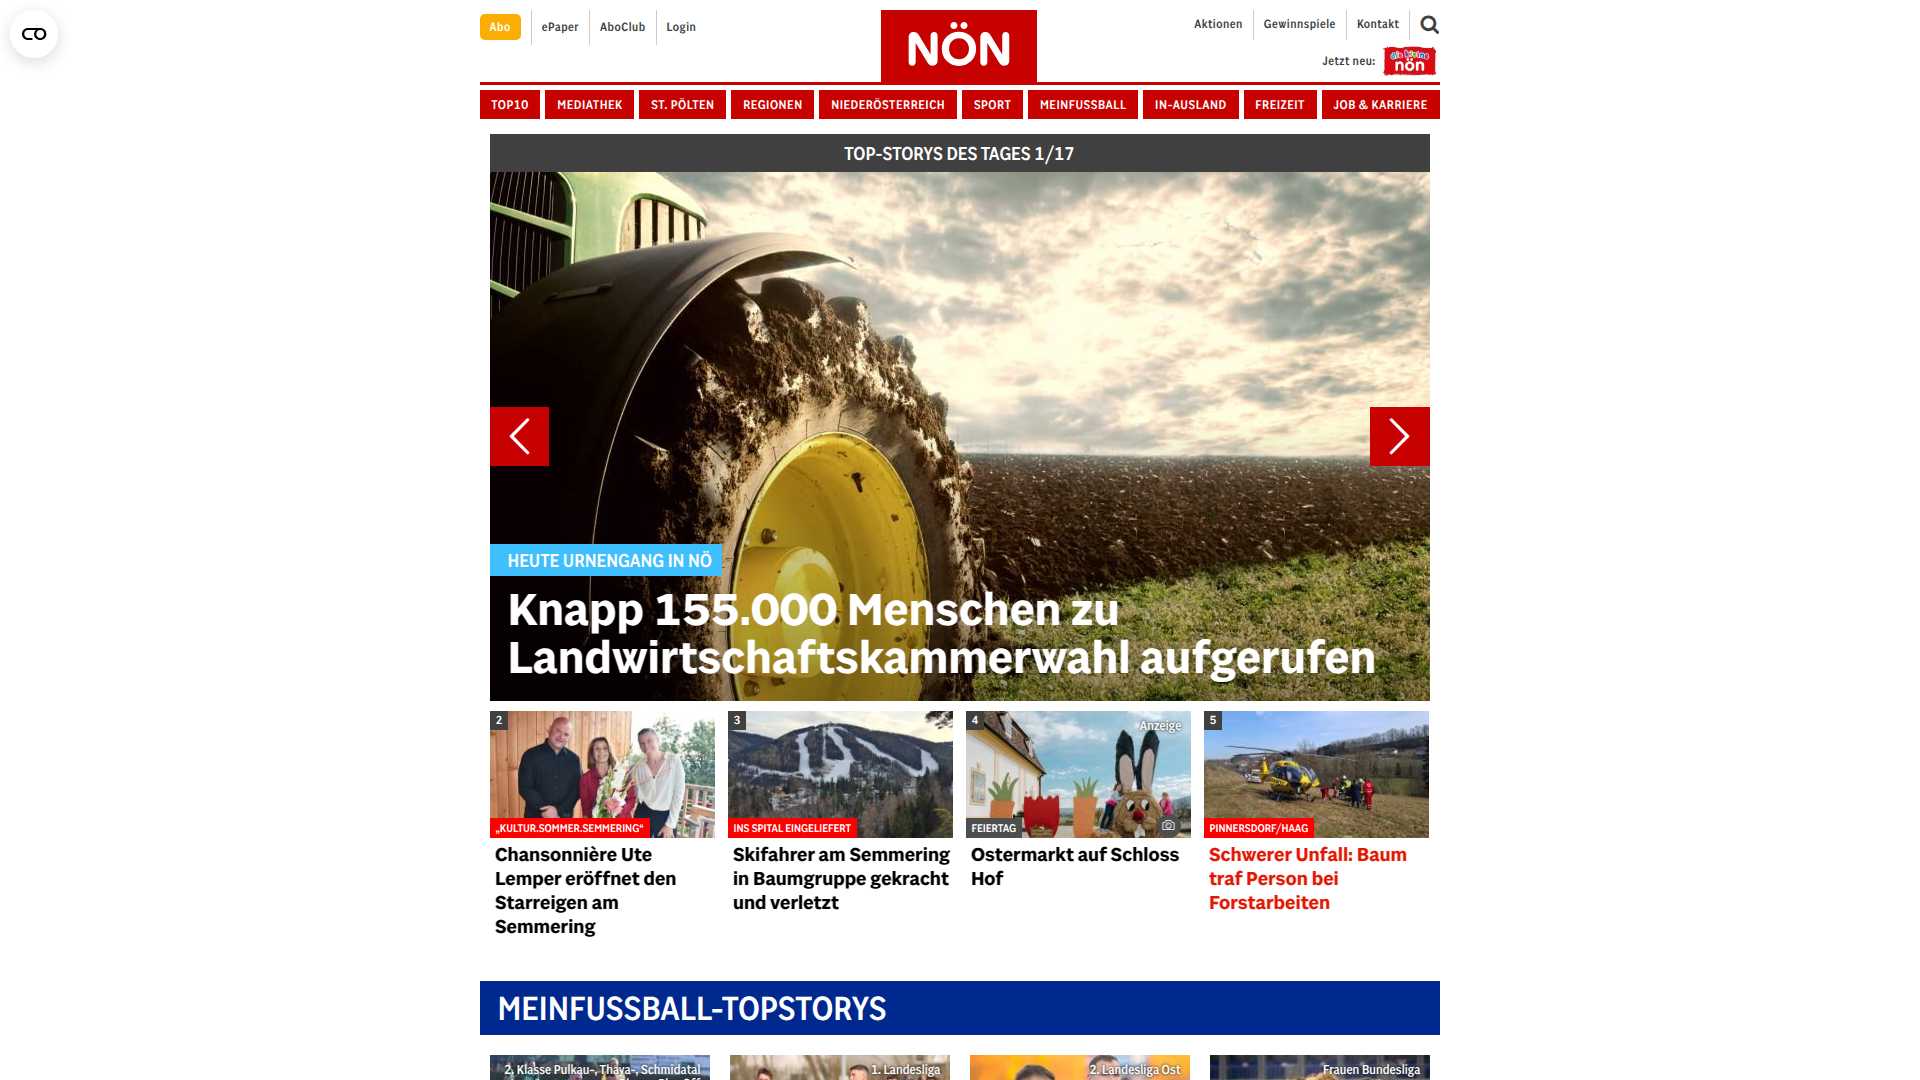 Abo
ePaper
AboClub
Login
NÖN
Aktionen
Gewinnspiele
Kontakt
Jetzt neu:
die kleine
nön
TOP10
MEDIATHEK
ST. PÖLTEN
REGIONEN
NIEDERÖSTERREICH
SPORT
MEINFUSSBALL
IN-AUSLAND
FREIZEIT
JOB & KARRIERE
TOP-STORYS DES TAGES 1/17
HEUTE URNENGANG IN NÖ
Knapp 155.000 Menschen zu
Landwirtschaftskammerwahl aufgerufen
2
„KULTUR.SOMMER.SEMMERING“
Chansonnière Ute
Lemper eröffnet den
Starreigen am
Semmering
3
INS SPITAL EINGELIEFERT
Skifahrer am Semmering
in Baumgruppe gekracht
und verletzt
4
Anzeige
FEIERTAG
Ostermarkt auf Schloss
Hof
5
PINNERSDORF/HAAG
Schwerer Unfall: Baum
traf Person bei
Forstarbeiten
MEINFUSSBALL-TOPSTORYS
2. Klasse Pulkau-, Thaya-, Schmidatal
1. Landesliga
2. Landesliga Ost
Frauen Bundesliga